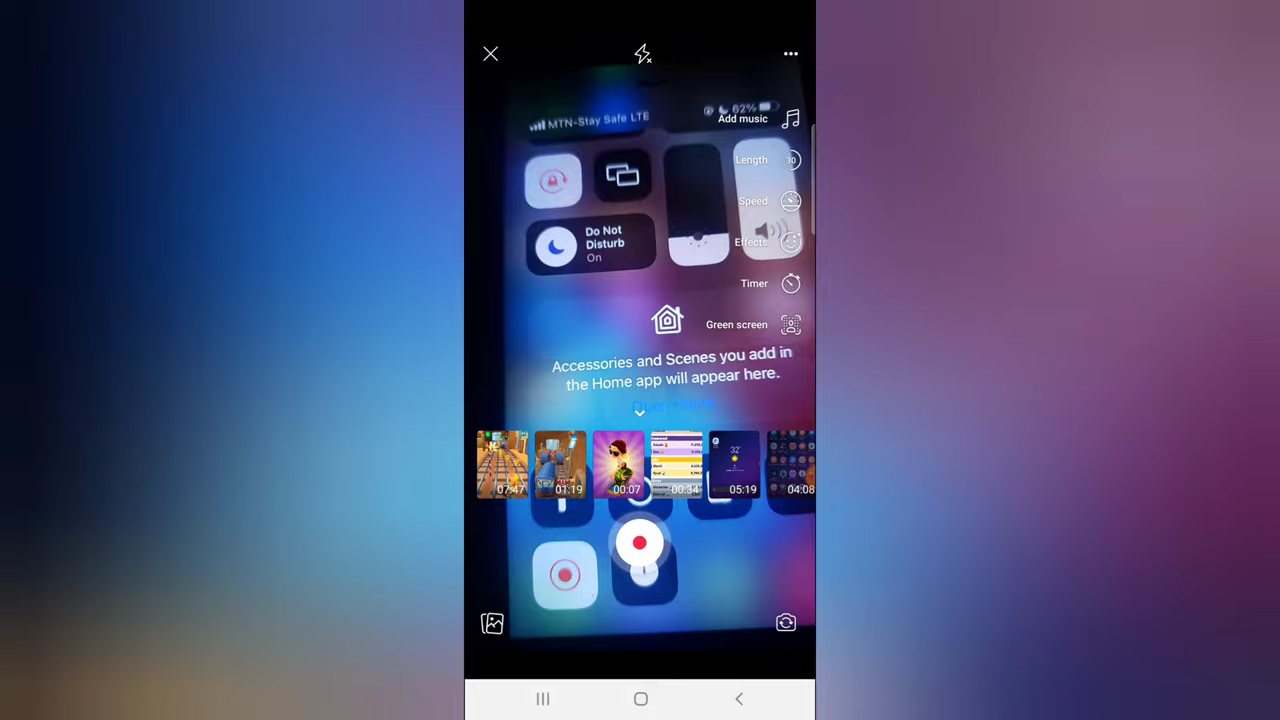 MTN-Stay Safe LTE
62%
Add music
Length
30
Speed
Do Not
Disturb
On
Effects
Timer
Green screen
Accessories and Scenes you add in
the Home app will appear here.
07:47
01:19
00:07
00:34
32°
05:19
04:08